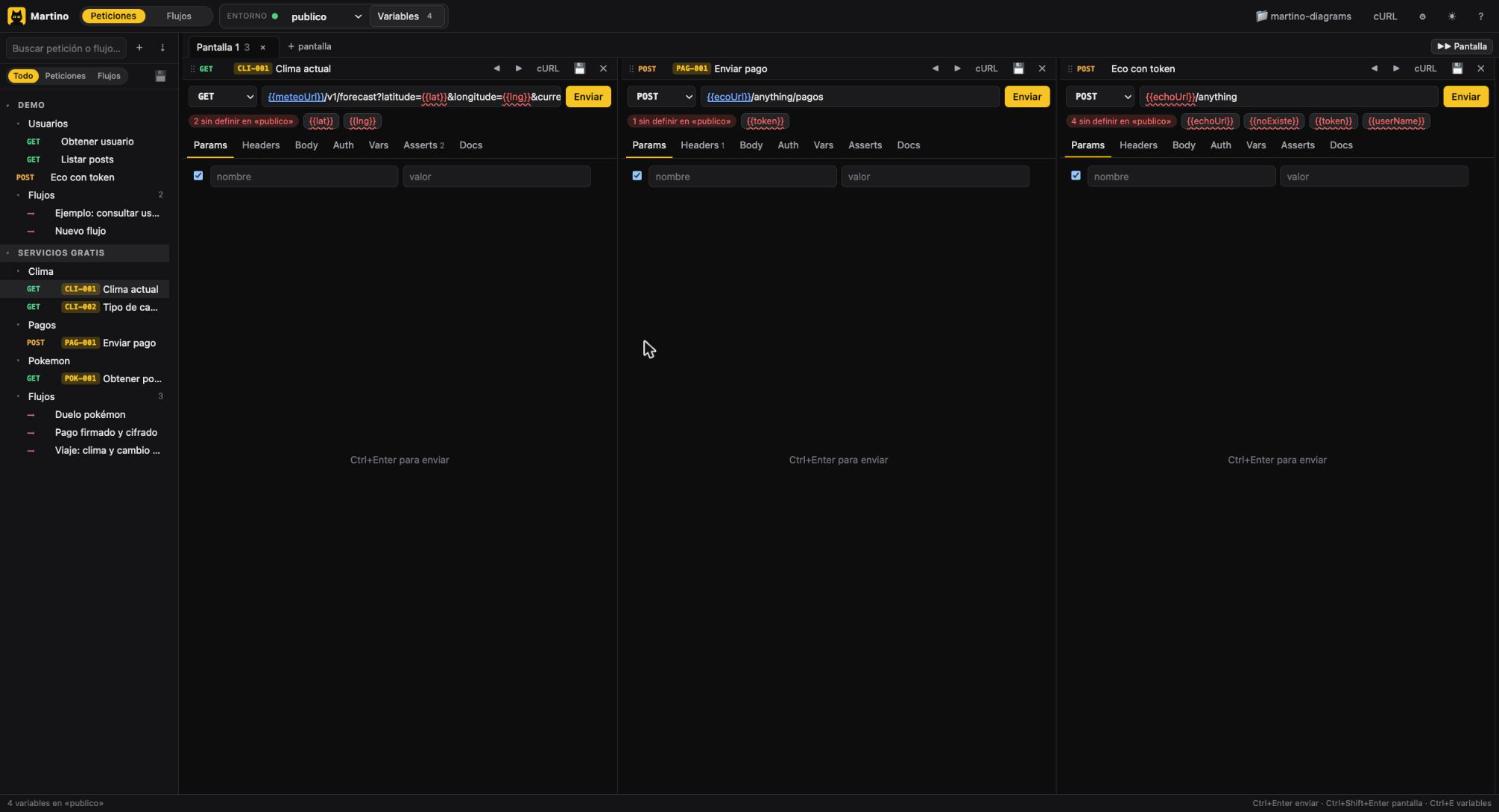 Martino Peticiones Flujos ENTORNO publico Variables 4 martino-diagrams cURL ?
Buscar petición o flujo... + ↓
Todo Peticiones Flujos
DEMO
Usuarios
GET Obtener usuario
GET Listar posts
POST Eco con token
Flujos 2
Ejemplo: consultar us...
Nuevo flujo
SERVICIOS GRATIS
Clima
GET CLI-001 Clima actual
GET CLI-002 Tipo de ca...
Pagos
POST PAG-001 Enviar pago
Pokemon
GET POK-001 Obtener po...
Flujos 3
Duelo pokémon
Pago firmado y cifrado
Viaje: clima y cambio ...
Pantalla 1 3 × + pantalla ▶▶ Pantalla
GET CLI-001 Clima actual ◀ ▶ cURL ✕
GET {{meteoUrl}}/v1/forecast?latitude={{lat}}&longitude={{lng}}&curre Enviar
2 sin definir en «publico» {{lat}} {{lng}}
Params Headers Body Auth Vars Asserts 2 Docs
nombre valor
Ctrl+Enter para enviar
POST PAG-001 Enviar pago ◀ ▶ cURL ✕
POST {{ecoUrl}}/anything/pagos Enviar
1 sin definir en «publico» {{token}}
Params Headers 1 Body Auth Vars Asserts Docs
nombre valor
Ctrl+Enter para enviar
POST Eco con token ◀ ▶ cURL ✕
POST {{echoUrl}}/anything Enviar
4 sin definir en «publico» {{echoUrl}} {{noExiste}} {{token}} {{userName}}
Params Headers Body Auth Vars Asserts Docs
nombre valor
Ctrl+Enter para enviar
4 variables en «publico» Ctrl+Enter enviar · Ctrl+Shift+Enter pantalla · Ctrl+E variables